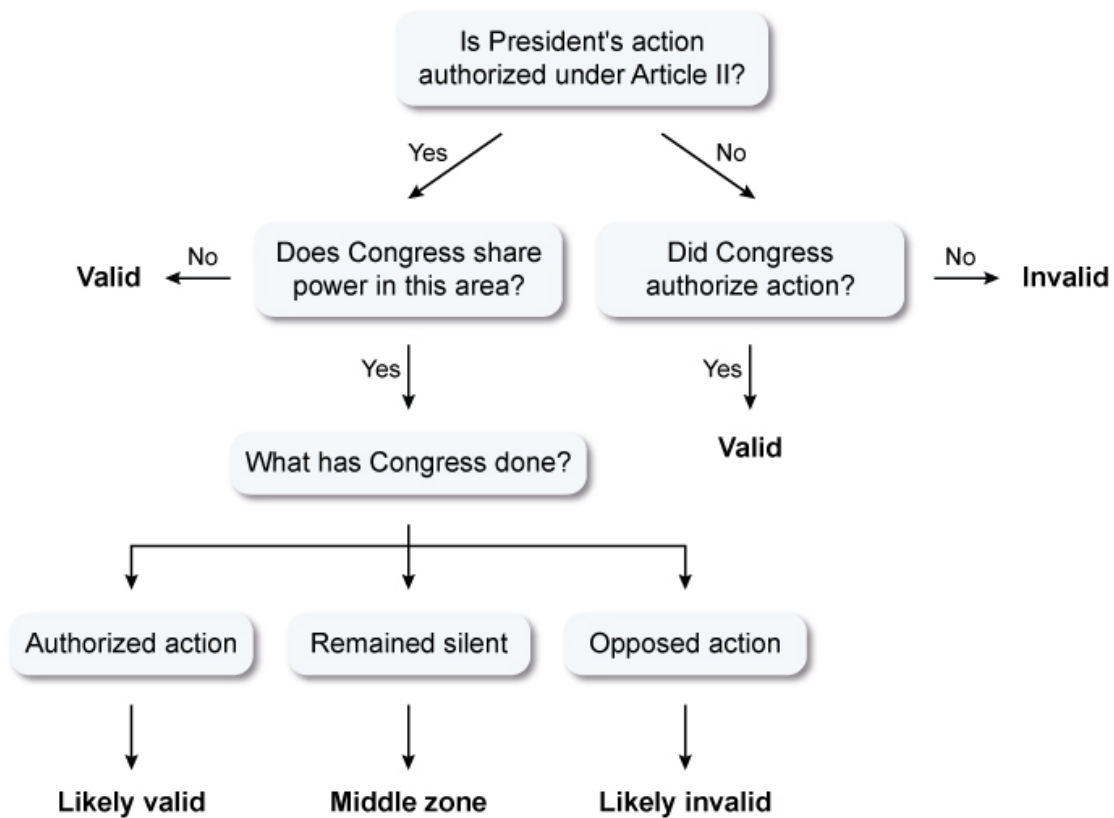 Is President's action
authorized under Article II?
Yes
No
Valid
No
Does Congress share
power in this area?
Did Congress
authorize action?
No
Invalid
Yes
Yes
What has Congress done?
Valid
Authorized action
Remained silent
Opposed action
Likely valid
Middle zone
Likely invalid